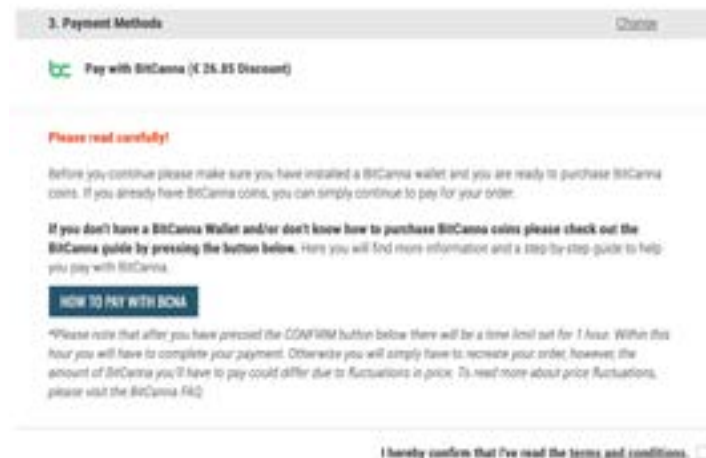 3. Payment Methods Change
bc Pay with BitCanna (€ 26.85 Discount)
Please read carefully!
Before you continue please make sure you have installed a BitCanna wallet and you are ready to purchase BitCanna
coins. If you already have BitCanna coins, you can simply continue to pay for your order.
If you don't have a BitCanna Wallet and/or don't know how to purchase BitCanna coins please check out the
BitCanna guide by pressing the button below. Here you will find more information and a step-by-step guide to help
you pay with BitCanna.
HOW TO PAY WITH BCNA
*Please note that after you have pressed the CONFIRM button below there will be a time limit set for 1 hour. Within this
hour you will have to complete your payment. Otherwise you will simply have to recreate your order, however, the
amount of BitCanna you'll have to pay could differ due to fluctuations in price. To read more about price fluctuations,
please visit the BitCanna FAQ
I hereby confirm that I've read the terms and conditions.